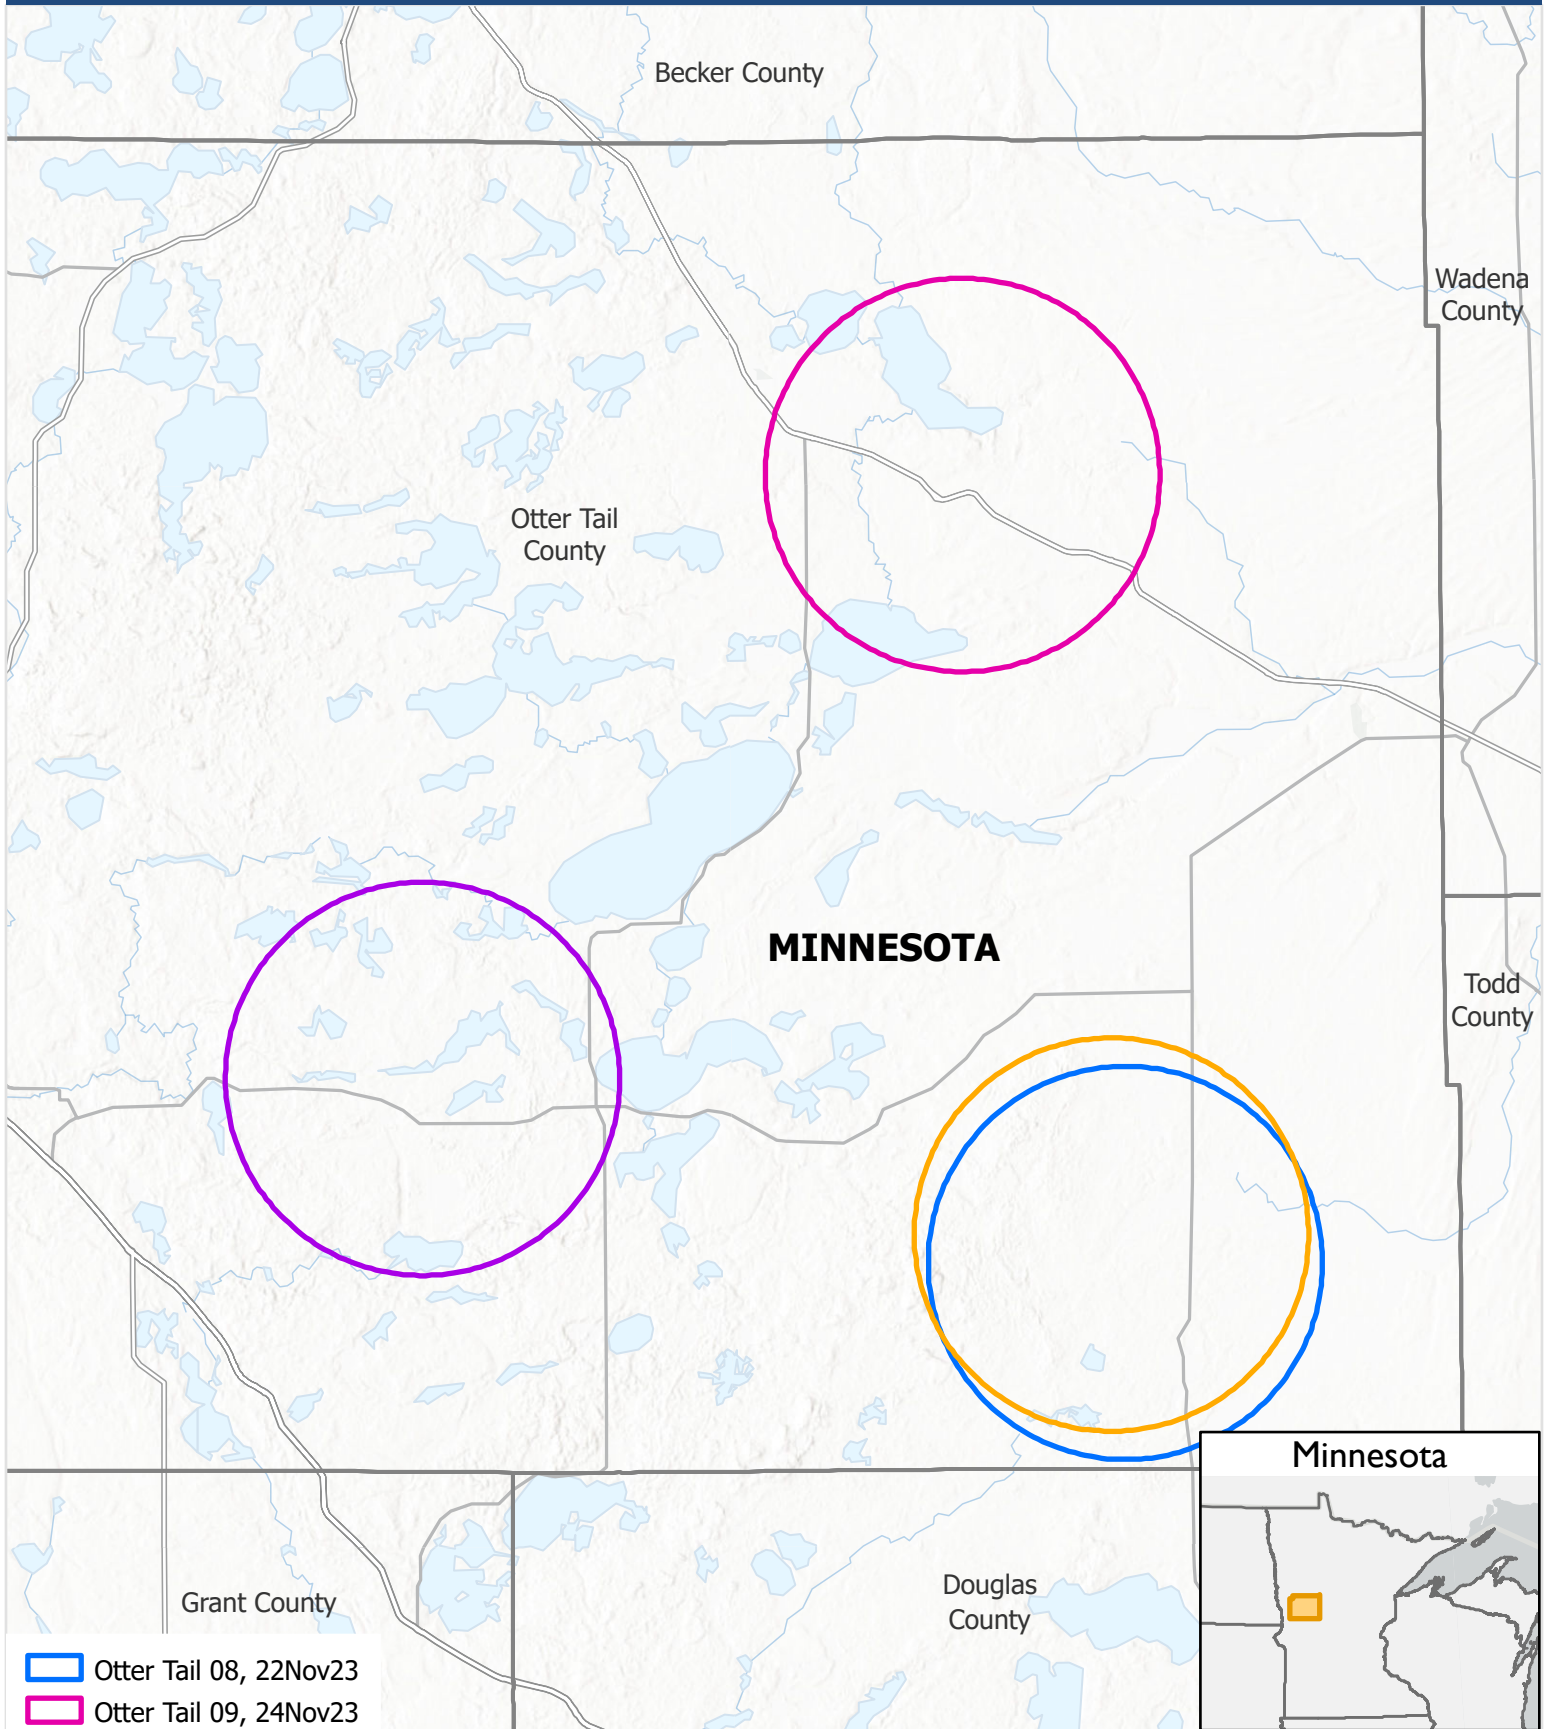 Becker County
Wadena
County
Otter Tail
County
MINNESOTA
Todd
County
Minnesota
Grant County
Douglas
County
Otter Tail 08, 22Nov23
Otter Tail 09, 24Nov23